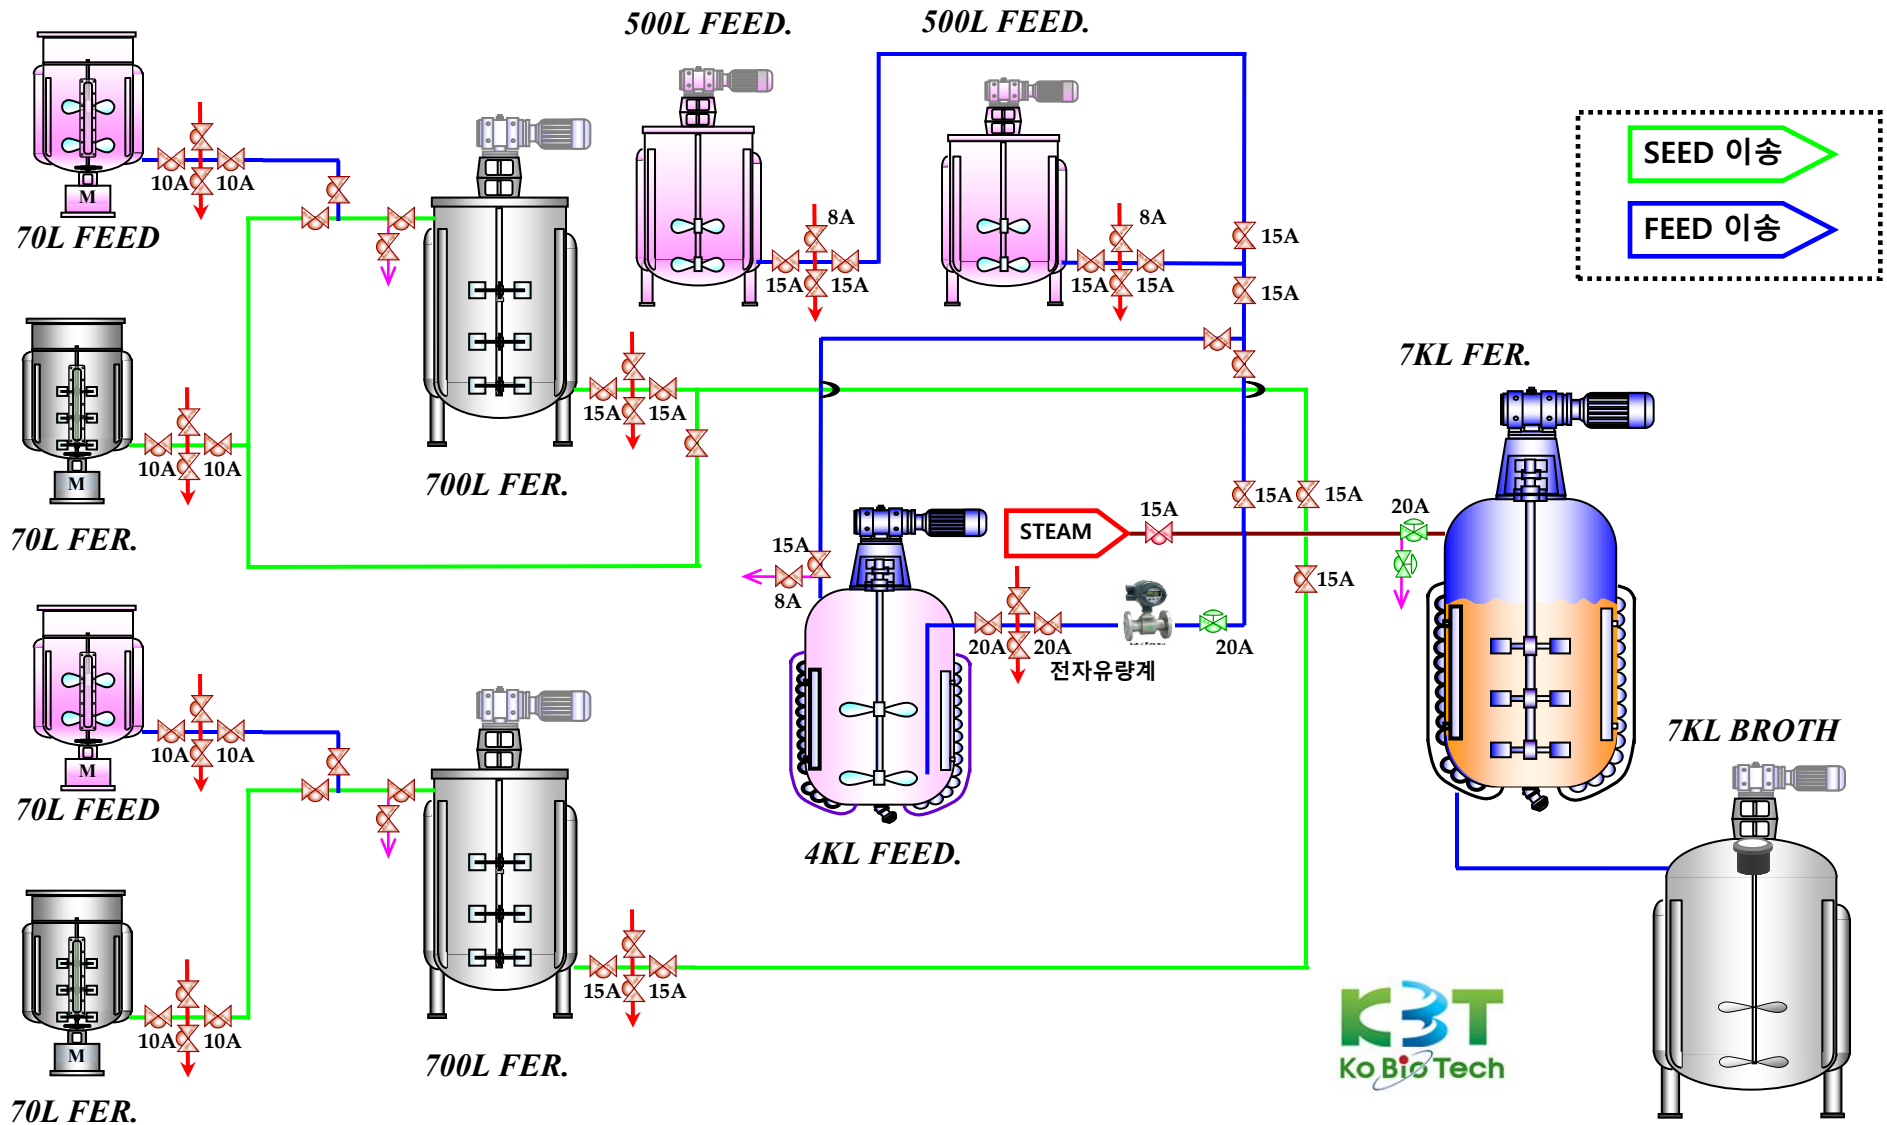 500L FEED.
500L FEED.
SEED 이송
FEED 이송
M
10A
10A
70L FEED
8A
15A
15A
8A
15A
15A
15A
15A
M
10A
10A
70L FER.
15A
15A
700L FER.
7KL FER.
15A
15A
STEAM
15A
20A
15A
8A
15A
20A
20A
20A
전자유량계
4KL FEED.
M
10A
10A
70L FEED
7KL BROTH
M
10A
10A
70L FER.
15A
15A
700L FER.
KBT
Ko Bio Tech